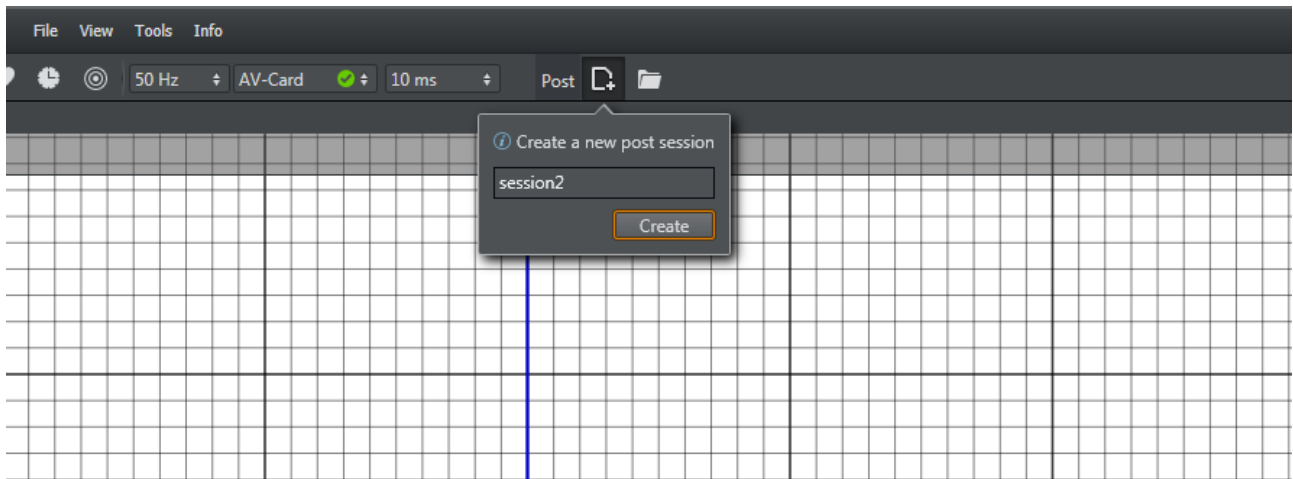 File View Tools Info
50 Hz AV-Card 10 ms Post
Create a new post session
session2
Create